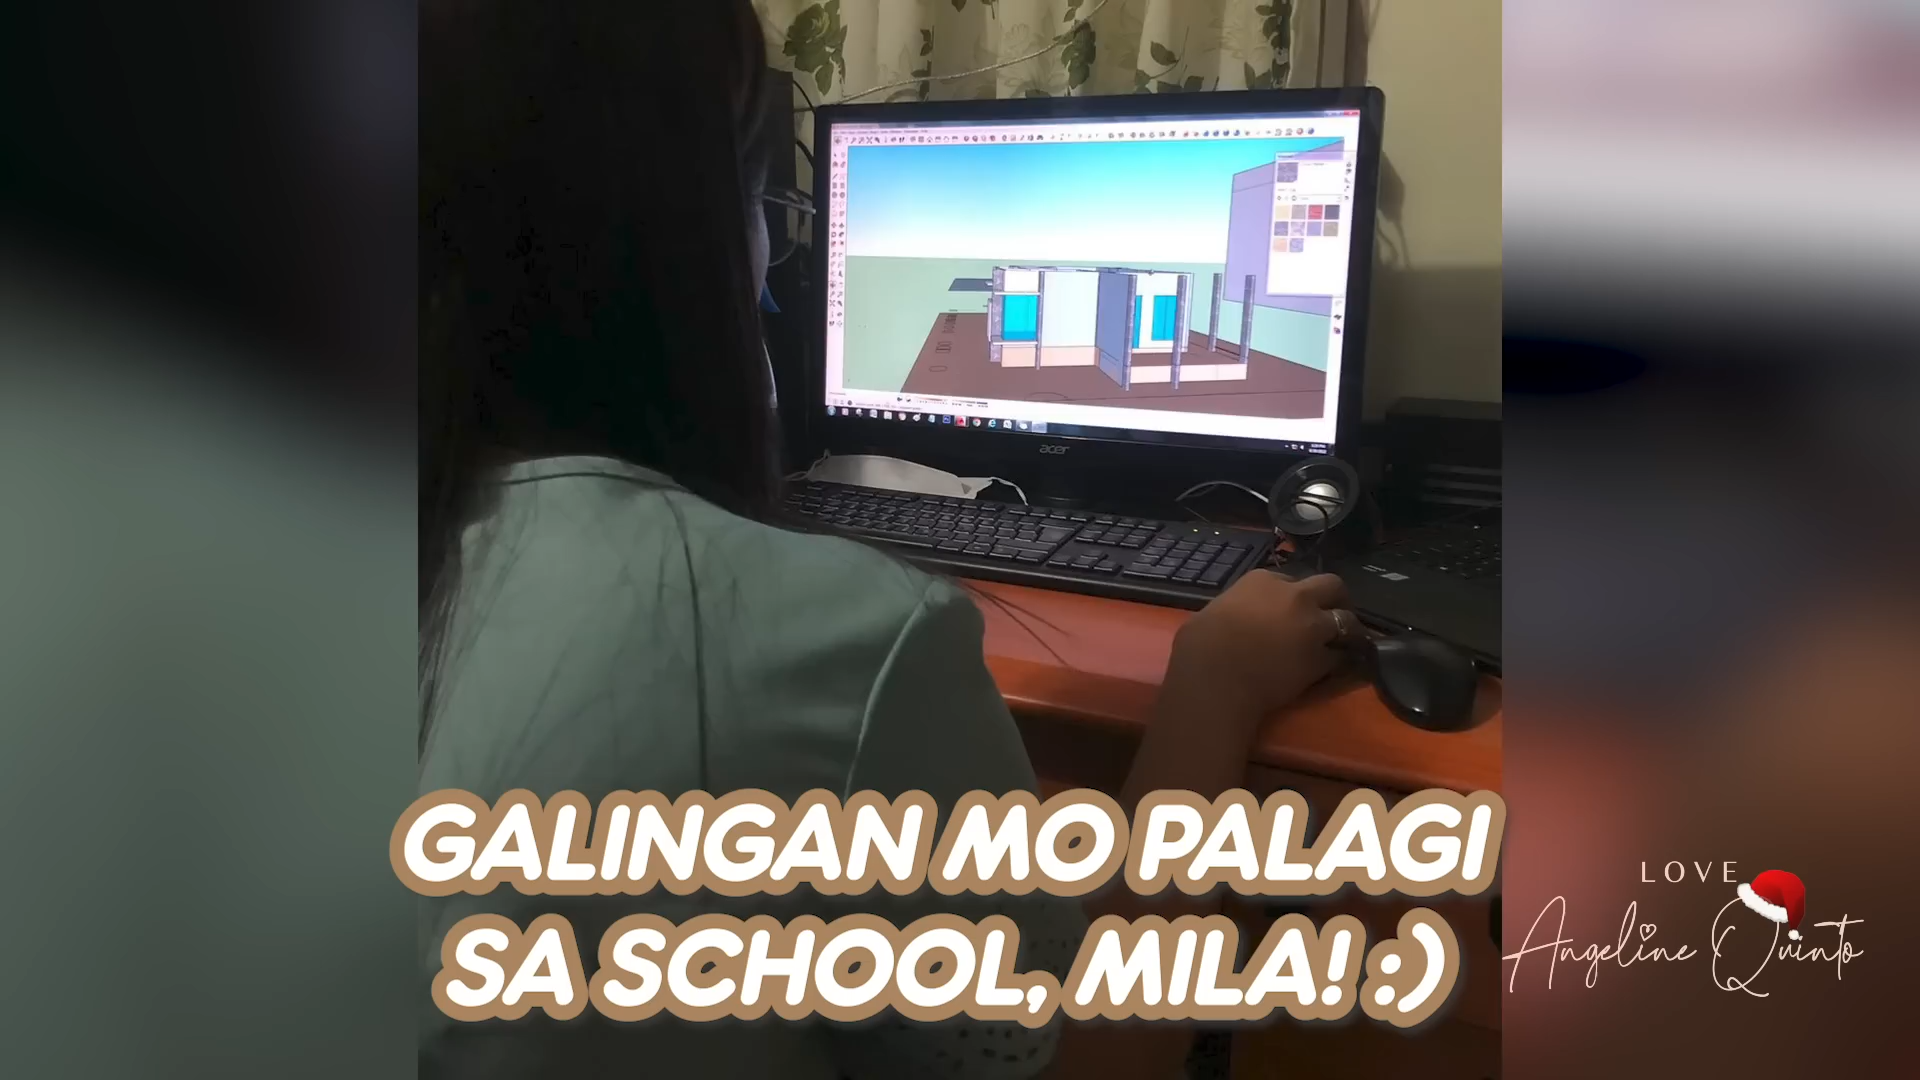 acer
GALINGAN MO PALAGI
SA SCHOOL, MILA! :)
LOVE
Angeline Quinto